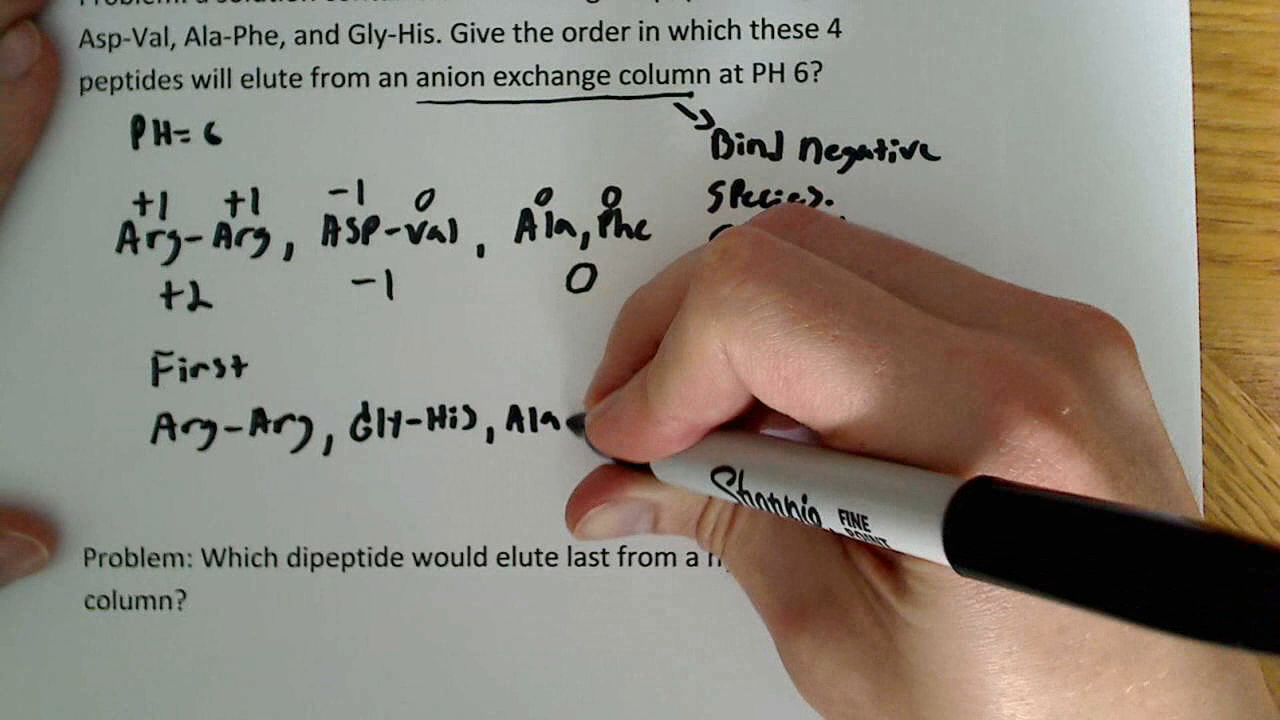 Asp-Val, Ala-Phe, and Gly-His. Give the order in which these 4
peptides will elute from an anion exchange column at PH 6?
PH= 6
Bind negative
species.
+1 +1 -1 0 0 0
Arg-Arg, ASP-val, Ala, Phe
+2 -1 0
First
Arg-Arg, Gly-His, Ala
Sharpie
FINE
POINT
Problem: Which dipeptide would elute last from a
column?